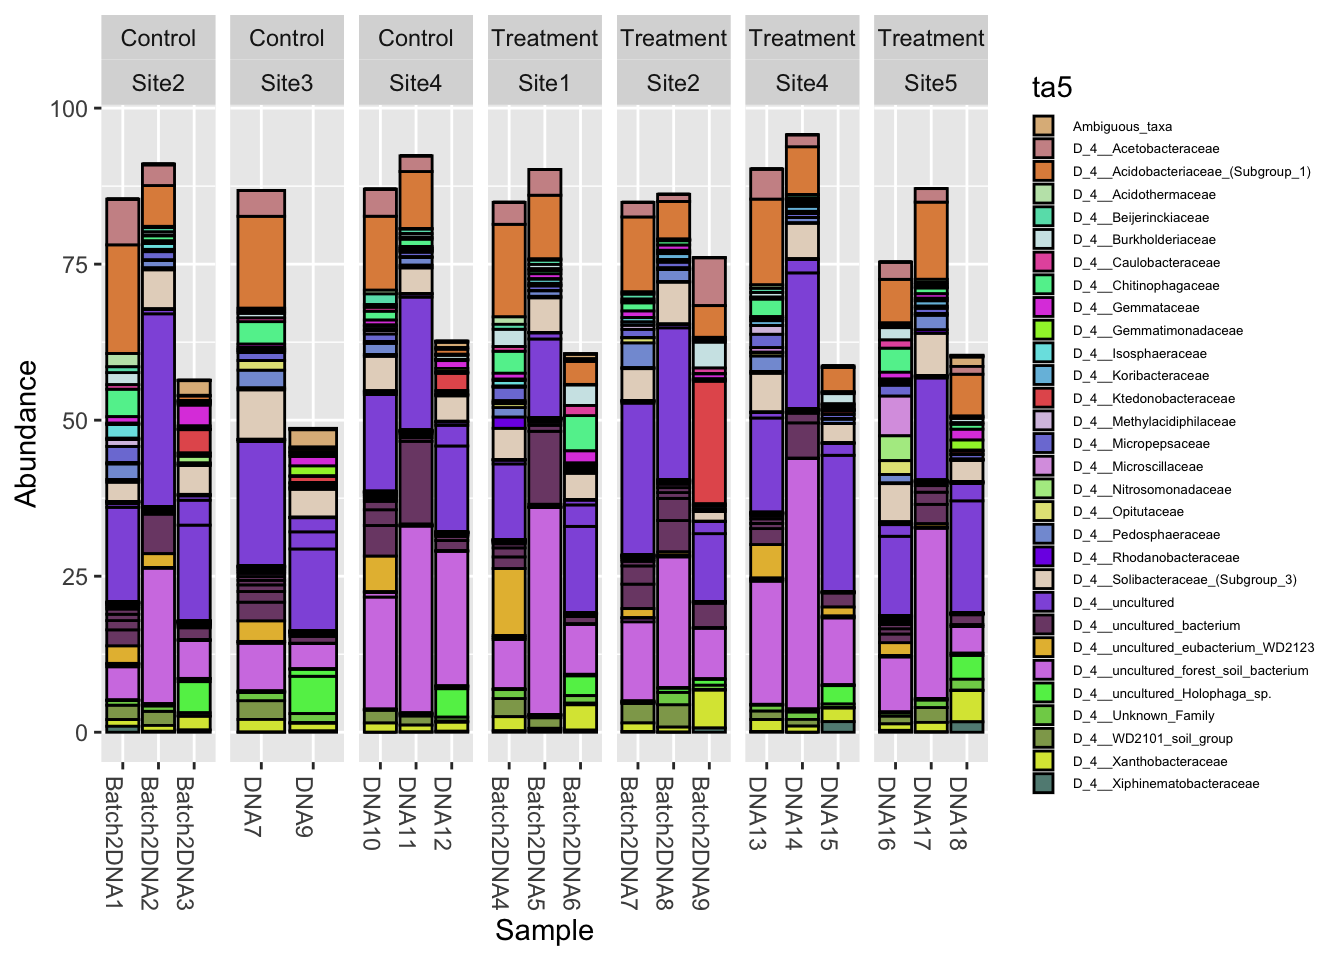 Control Control Control Treatment Treatment Treatment Treatment
Site2 Site3 Site4 Site1 Site2 Site4 Site5
Abundance
100
75
50
25
0
Batch2DNA1
Batch2DNA2
Batch2DNA3
DNA7
DNA9
DNA10
DNA11
DNA12
Batch2DNA4
Batch2DNA5
Batch2DNA6
Batch2DNA7
Batch2DNA8
Batch2DNA9
DNA13
DNA14
DNA15
DNA16
DNA17
DNA18
Sample
ta5
Ambiguous_taxa
D_4__Acetobacteraceae
D_4__Acidobacteriaceae_(Subgroup_1)
D_4__Acidothermaceae
D_4__Beijerinckiaceae
D_4__Burkholderiaceae
D_4__Caulobacteraceae
D_4__Chitinophagaceae
D_4__Gemmataceae
D_4__Gemmatimonadaceae
D_4__Isosphaeraceae
D_4__Koribacteraceae
D_4__Ktedonobacteraceae
D_4__Methylacidiphilaceae
D_4__Micropepsaceae
D_4__Microscillaceae
D_4__Nitrosomonadaceae
D_4__Opitutaceae
D_4__Pedosphaeraceae
D_4__Rhodanobacteraceae
D_4__Solibacteraceae_(Subgroup_3)
D_4__uncultured
D_4__uncultured_bacterium
D_4__uncultured_eubacterium_WD2123
D_4__uncultured_forest_soil_bacterium
D_4__uncultured_Holophaga_sp.
D_4__Unknown_Family
D_4__WD2101_soil_group
D_4__Xanthobacteraceae
D_4__Xiphinematobacteraceae